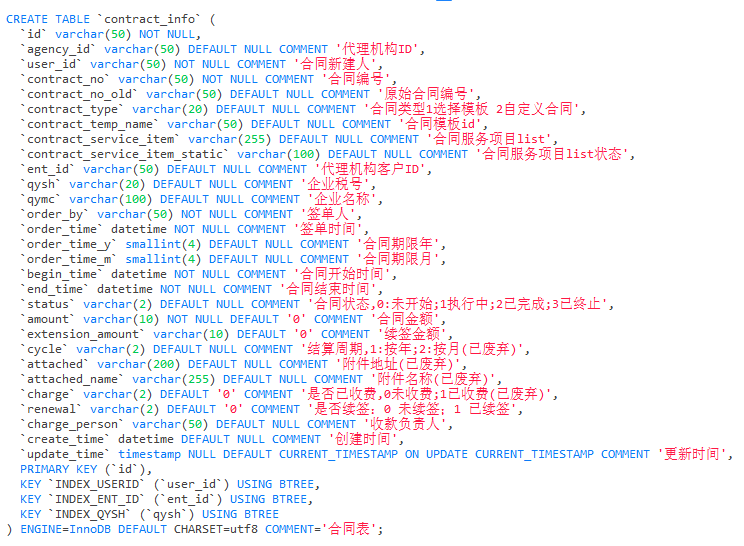 CREATE TABLE `contract_info` (
  `id` varchar(50) NOT NULL,
  `agency_id` varchar(50) DEFAULT NULL COMMENT '代理机构ID',
  `user_id` varchar(50) NOT NULL COMMENT '合同新建人',
  `contract_no` varchar(50) NOT NULL COMMENT '合同编号',
  `contract_no_old` varchar(50) DEFAULT NULL COMMENT '原始合同编号',
  `contract_type` varchar(20) DEFAULT NULL COMMENT '合同类型1选择模板 2自定义合同',
  `contract_temp_name` varchar(50) DEFAULT NULL COMMENT '合同模板id',
  `contract_service_item` varchar(255) DEFAULT NULL COMMENT '合同服务项目list',
  `contract_service_item_static` varchar(100) DEFAULT NULL COMMENT '合同服务项目list状态',
  `ent_id` varchar(50) DEFAULT NULL COMMENT '代理机构客户ID',
  `qysh` varchar(20) DEFAULT NULL COMMENT '企业税号',
  `qymc` varchar(100) DEFAULT NULL COMMENT '企业名称',
  `order_by` varchar(50) NOT NULL COMMENT '签单人',
  `order_time` datetime NOT NULL COMMENT '签单时间',
  `order_time_y` smallint(4) DEFAULT NULL COMMENT '合同期限年',
  `order_time_m` smallint(4) DEFAULT NULL COMMENT '合同期限月',
  `begin_time` datetime NOT NULL COMMENT '合同开始时间',
  `end_time` datetime NOT NULL COMMENT '合同结束时间',
  `status` varchar(2) DEFAULT NULL COMMENT '合同状态,0:未开始;1执行中;2已完成;3已终止',
  `amount` varchar(10) NOT NULL DEFAULT '0' COMMENT '合同金额',
  `extension_amount` varchar(10) DEFAULT '0' COMMENT '续签金额',
  `cycle` varchar(2) DEFAULT NULL COMMENT '结算周期,1:按年;2:按月(已废弃)',
  `attached` varchar(200) DEFAULT NULL COMMENT '附件地址(已废弃)',
  `attached_name` varchar(255) DEFAULT NULL COMMENT '附件名称(已废弃)',
  `charge` varchar(2) DEFAULT '0' COMMENT '是否已收费,0未收费;1已收费(已废弃)',
  `renewal` varchar(2) DEFAULT '0' COMMENT '是否续签：0 未续签；1 已续签',
  `charge_person` varchar(50) DEFAULT NULL COMMENT '收款负责人',
  `create_time` datetime DEFAULT NULL COMMENT '创建时间',
  `update_time` timestamp NULL DEFAULT CURRENT_TIMESTAMP ON UPDATE CURRENT_TIMESTAMP COMMENT '更新时间',
  PRIMARY KEY (`id`),
  KEY `INDEX_USERID` (`user_id`) USING BTREE,
  KEY `INDEX_ENT_ID` (`ent_id`) USING BTREE,
  KEY `INDEX_QYSH` (`qysh`) USING BTREE
) ENGINE=InnoDB DEFAULT CHARSET=utf8 COMMENT='合同表';